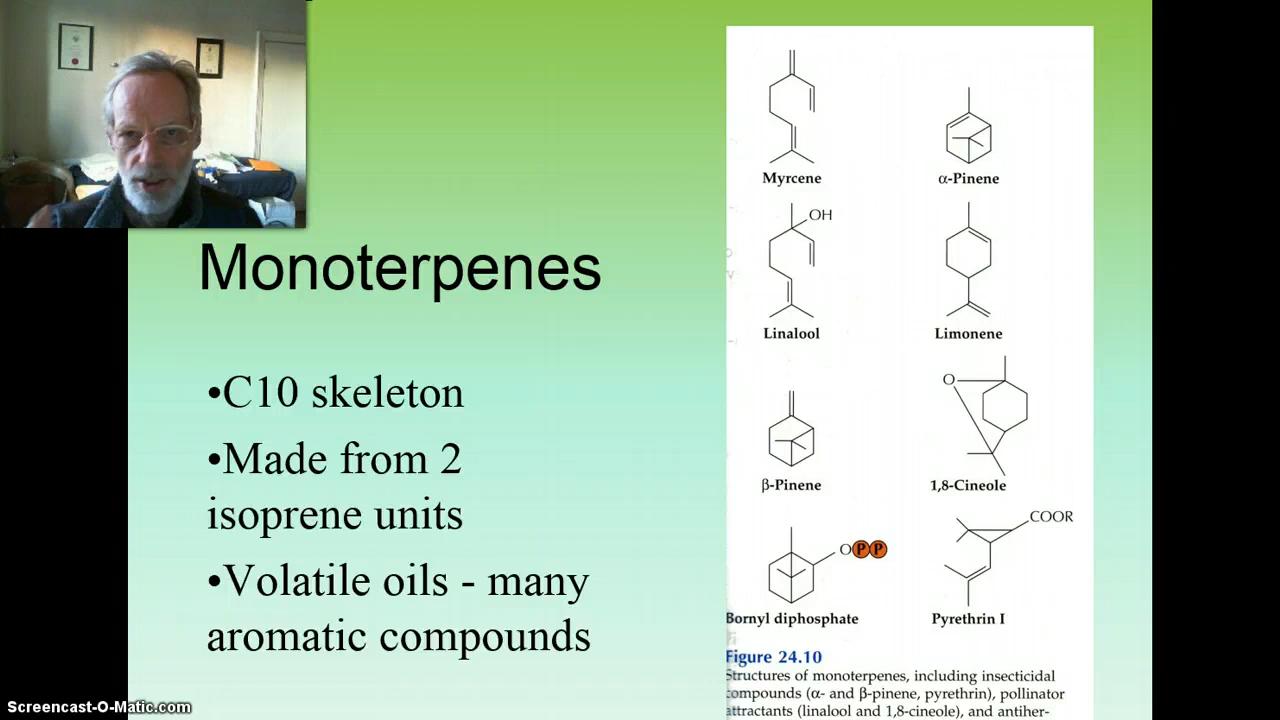 Monoterpenes
•C10 skeleton
•Made from 2
isoprene units
•Volatile oils - many
aromatic compounds
Myrcene
α-Pinene
OH
Linalool
Limonene
β-Pinene
O
1,8-Cineole
O P P
Bornyl diphosphate
COOR
Pyrethrin I
Figure 24.10
Structures of monoterpenes, including insecticidal
compounds (α- and β-pinene, pyrethrin), pollinator
attractants (linalool and 1,8-cineole), and antiher-
Screencast-O-Matic.com